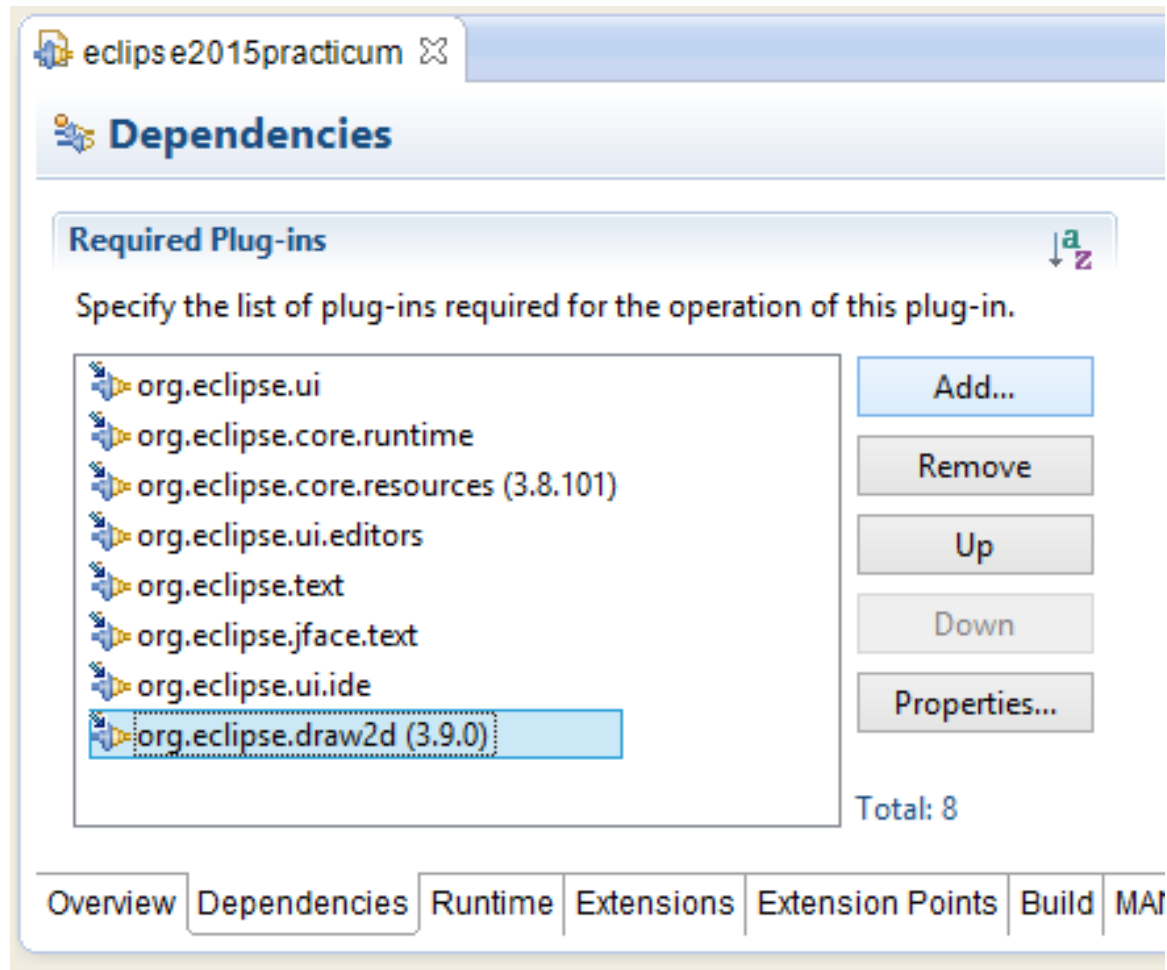 eclipse2015practicum
Dependencies
Required Plug-ins
a
z
Specify the list of plug-ins required for the operation of this plug-in.
org.eclipse.ui
org.eclipse.core.runtime
org.eclipse.core.resources (3.8.101)
org.eclipse.ui.editors
org.eclipse.text
org.eclipse.jface.text
org.eclipse.ui.ide
org.eclipse.draw2d (3.9.0)
Add...
Remove
Up
Down
Properties...
Total: 8
Overview Dependencies Runtime Extensions Extension Points Build MAN